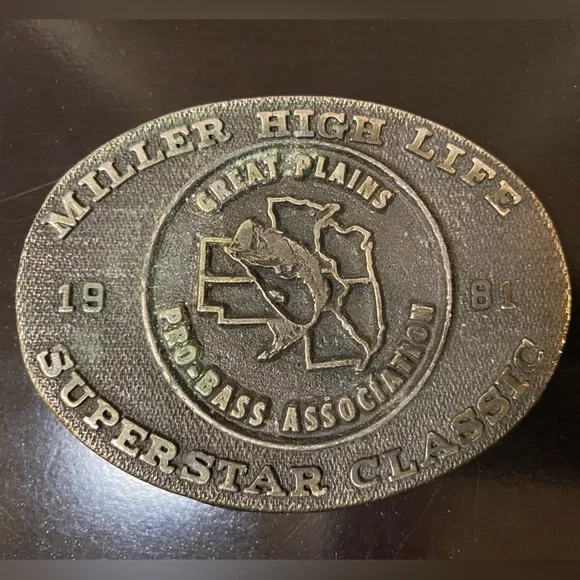 MILLER HIGH LIFE
GREAT PLAINS
19 81
PRO-BASS ASSOCIATION
SUPERSTAR CLASSIC